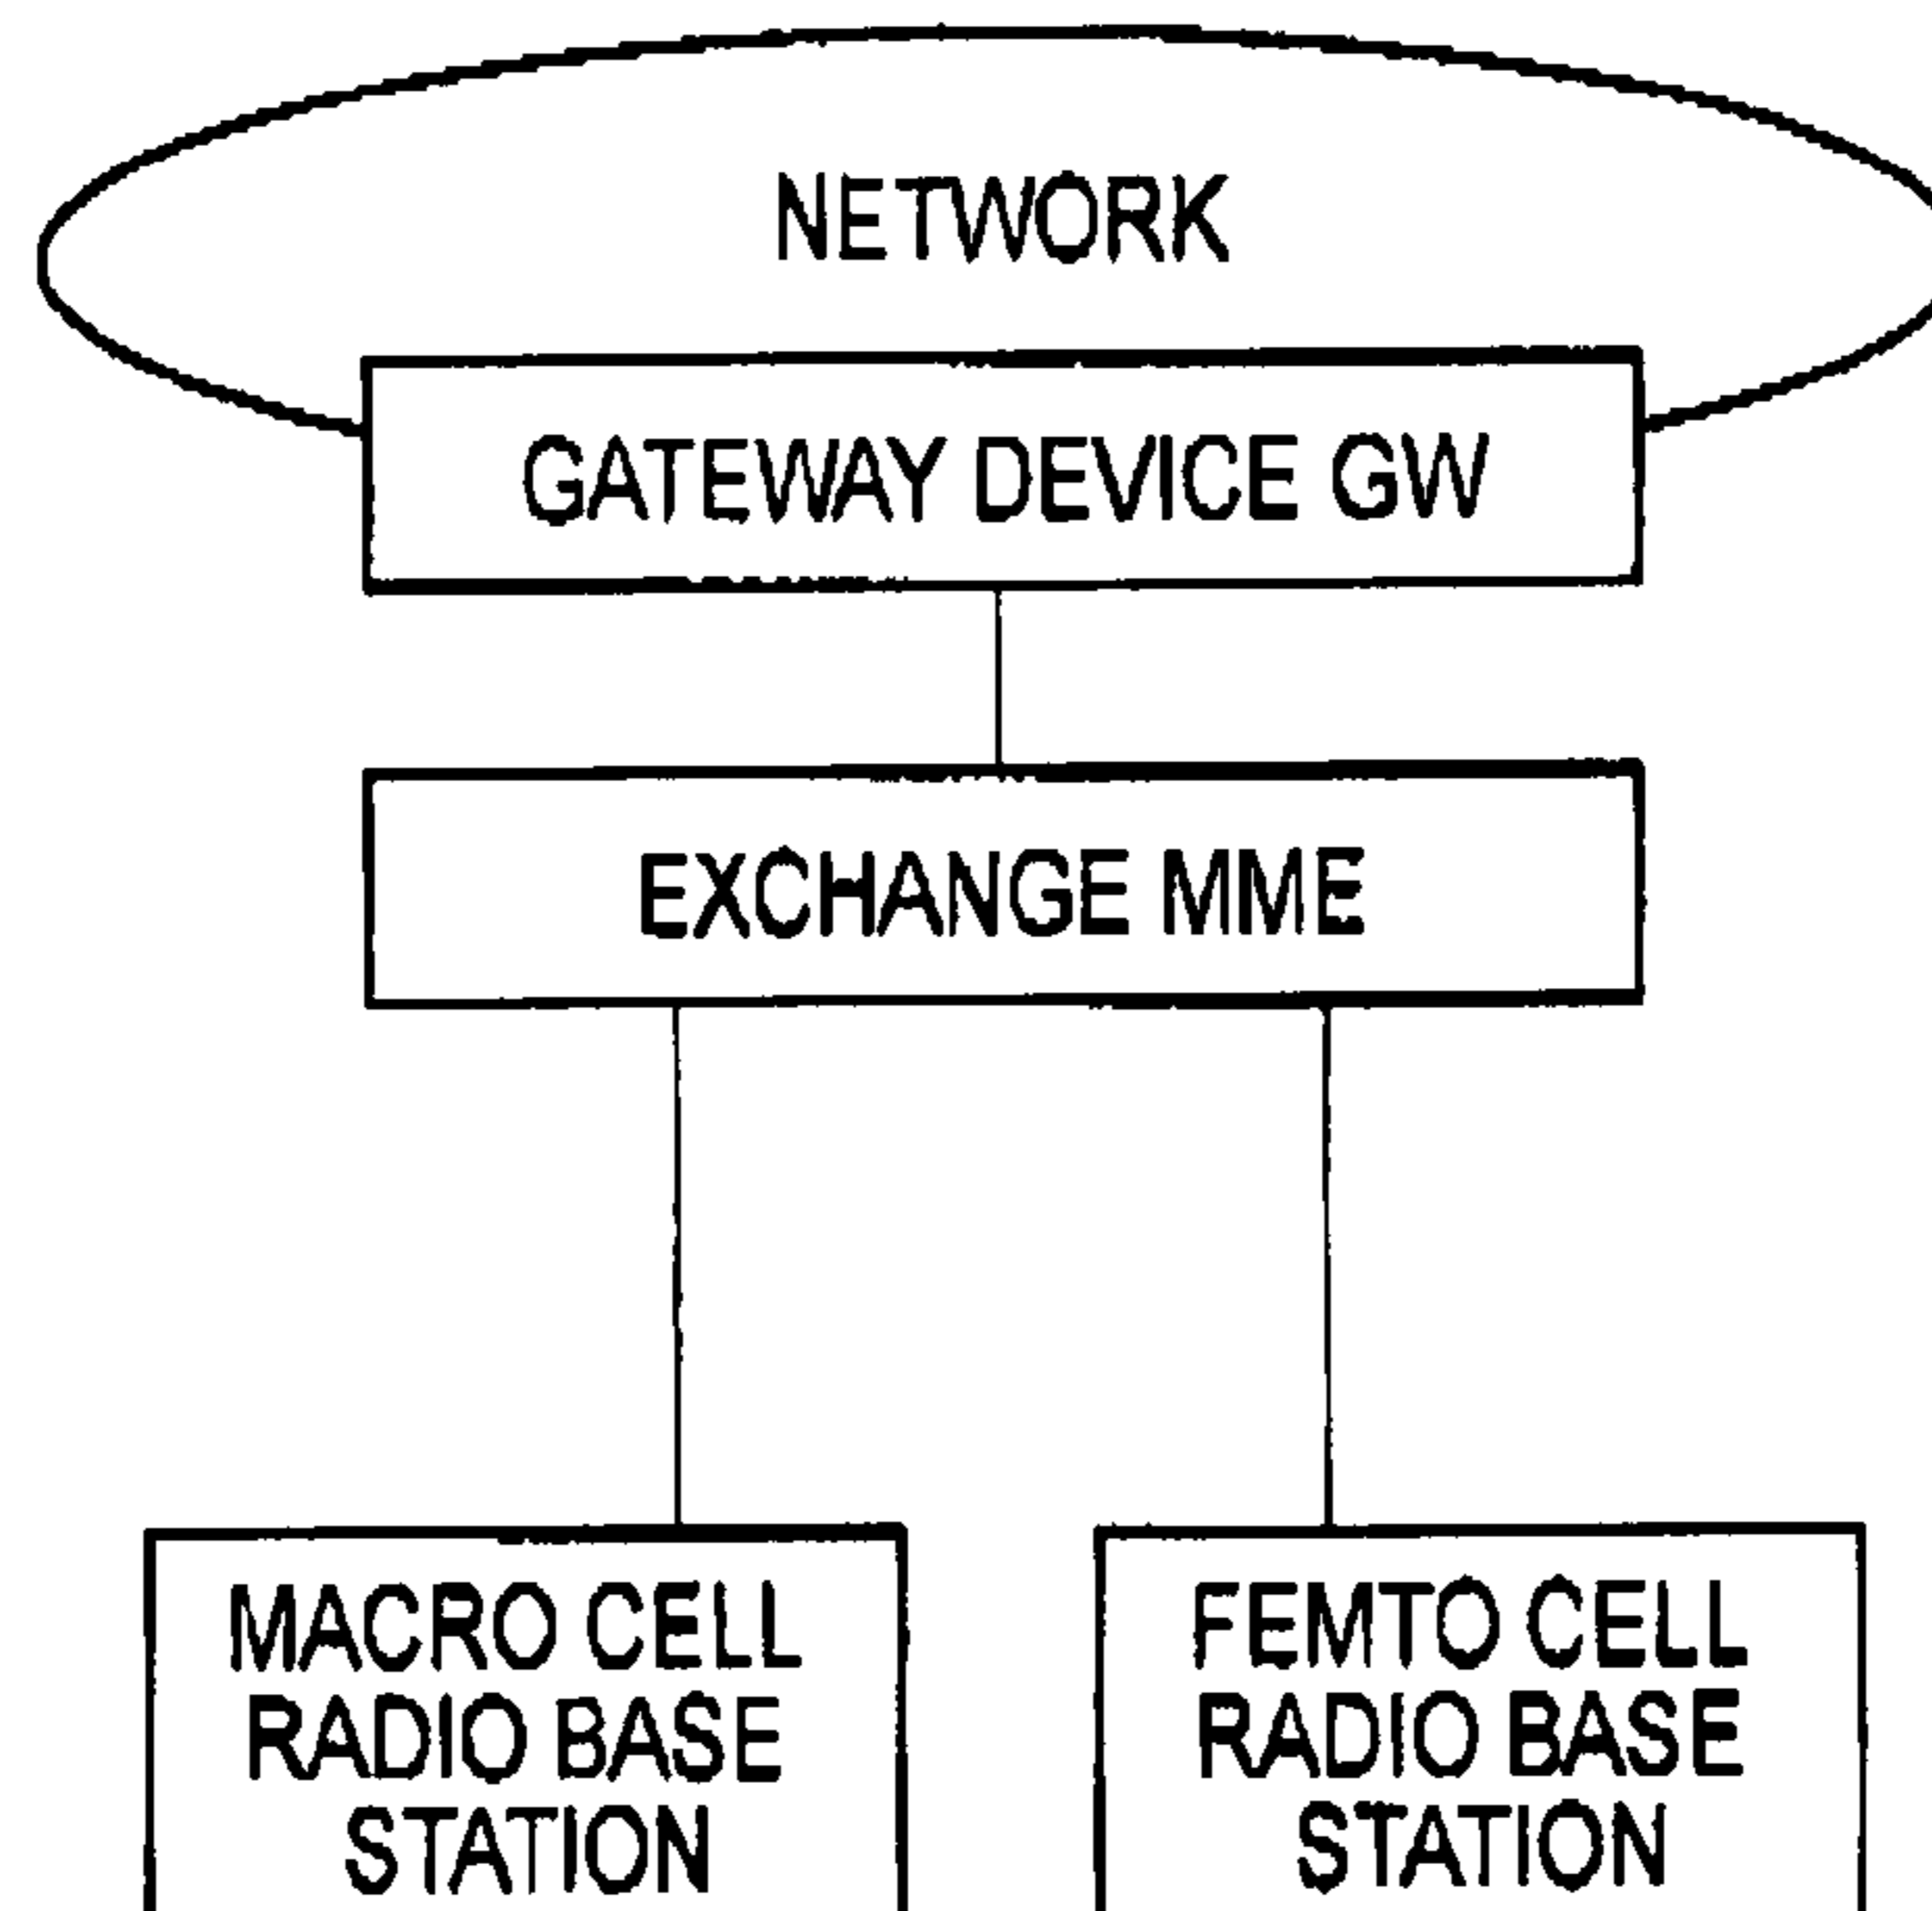 NETWORK
GATEWAY DEVICE GW
EXCHANGE MME
MACRO CELL
RADIO BASE
STATION
FEMTO CELL
RADIO BASE
STATION